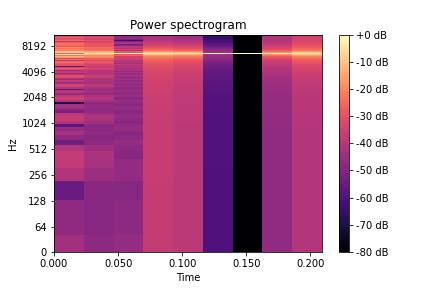 Power spectrogram
8192
4096
2048
1024
512
256
128
64
0
Hz
0.000 0.050 0.100 0.150 0.200
Time
+0 dB
-10 dB
-20 dB
-30 dB
-40 dB
-50 dB
-60 dB
-70 dB
-80 dB